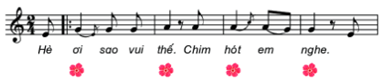 Hè ơi sao vui thế. Chim hót em nghe.